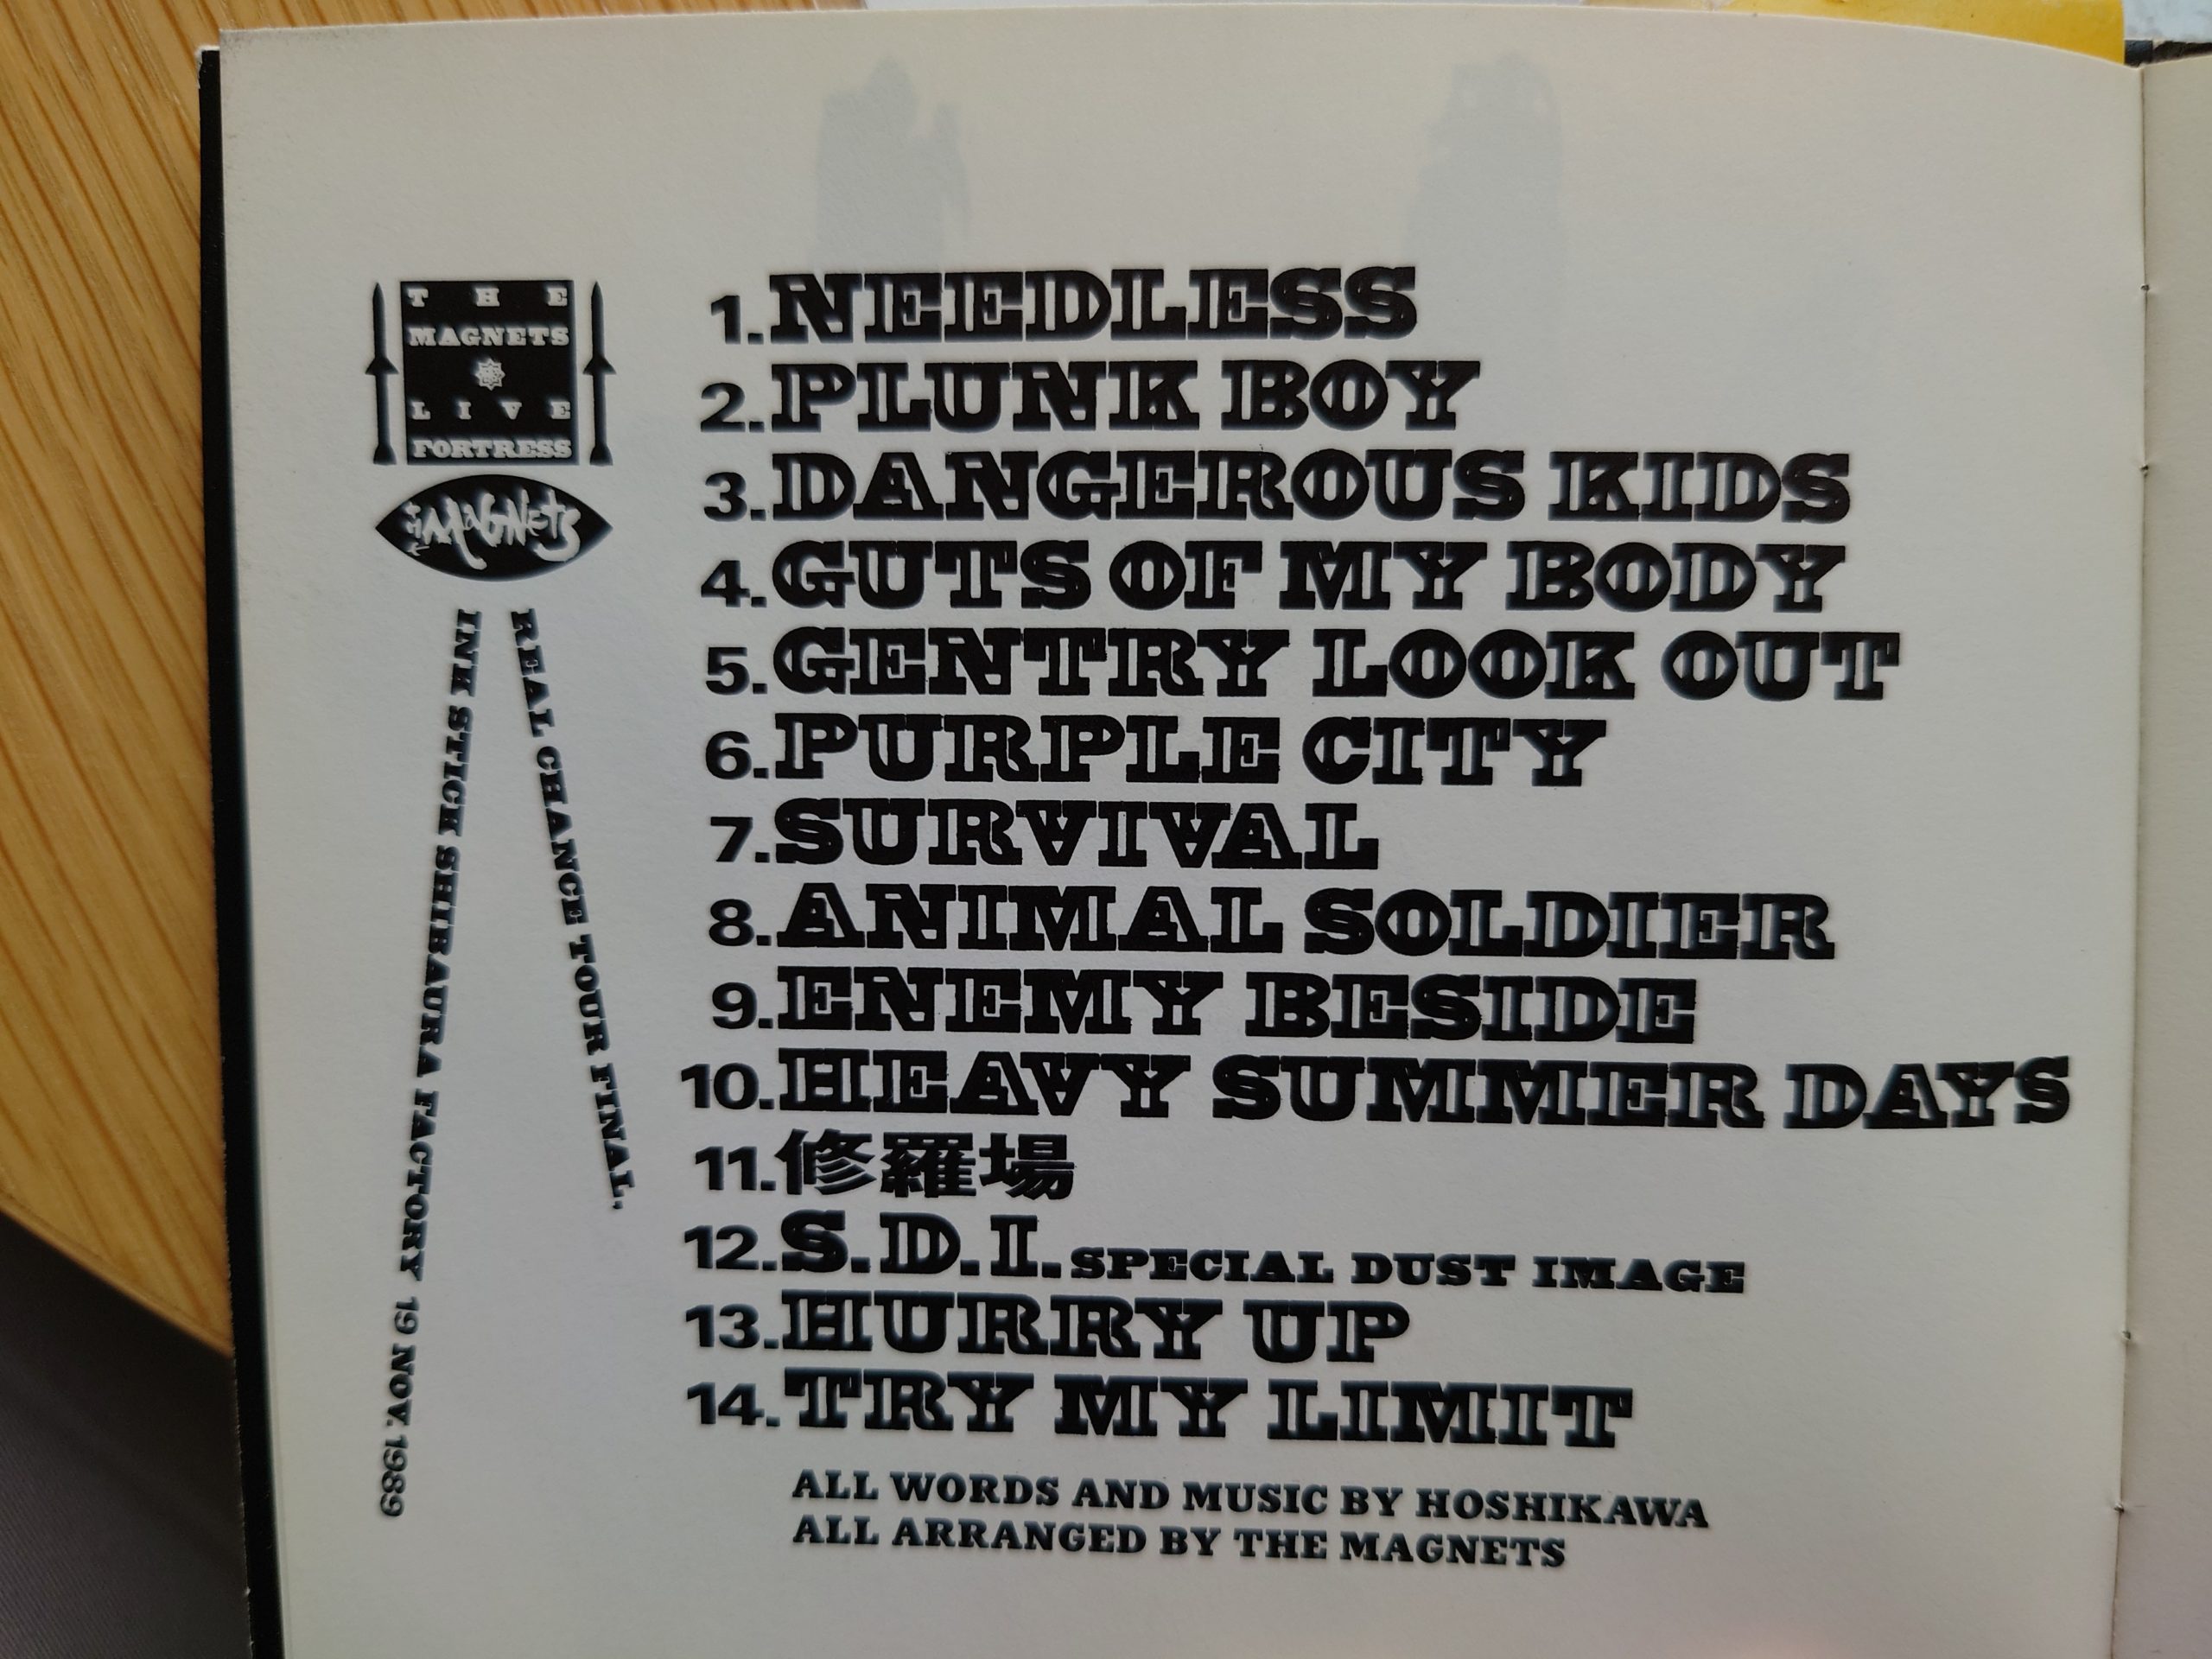 THE
MAGNETS
LIVE
FORTRESS
THE MAGNETS
REAL CHANCE TOUR FINAL.
INK STICK SHIBAURA FACTORY 19 NOV. 1989
1. NEEDLESS
2. PLUNK BOY
3. DANGEROUS KIDS
4. GUTS OF MY BODY
5. GENTRY LOOK OUT
6. PURPLE CITY
7. SURVIVAL
8. ANIMAL SOLDIER
9. ENEMY BESIDE
10. HEAVY SUMMER DAYS
11. 修羅場
12. S.D.I. SPECIAL DUST IMAGE
13. HURRY UP
14. TRY MY LIMIT
ALL WORDS AND MUSIC BY HOSHIKAWA
ALL ARRANGED BY THE MAGNETS